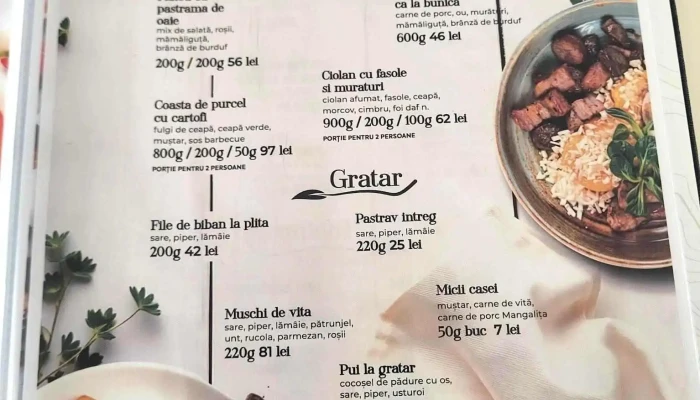 pastrama de
oaie
mix de salată, roșii,
mămăliguță,
brânză de burduf
200g / 200g 56 lei
ca la bunica
carne de porc, ou, murături,
mămăliguță, brânză de burduf
600g 46 lei
Coasta de purcel
cu cartofi
fulgi de ceapă, ceapă verde,
muștar, sos barbecue
800g / 200g / 50g 97 lei
PORȚIE PENTRU 2 PERSOANE
Ciolan cu fasole
si muraturi
ciolan afumat, fasole, ceapă,
morcov, cimbru, foi daf n.
900g / 200g / 100g 62 lei
PORȚIE PENTRU 2 PERSOANE
Gratar
File de biban la plita
sare, piper, lămâie
200g 42 lei
Pastrav intreg
sare, piper, lămâie
220g 25 lei
Muschi de vita
sare, piper, lămâie, pătrunjel,
unt, rucola, parmezan, roșii
220g 81 lei
Micii casei
muștar, carne de vită,
carne de porc Mangalița
50g buc 7 lei
Pui la gratar
cocoșel de pădure cu os,
sare, piper, usturoi